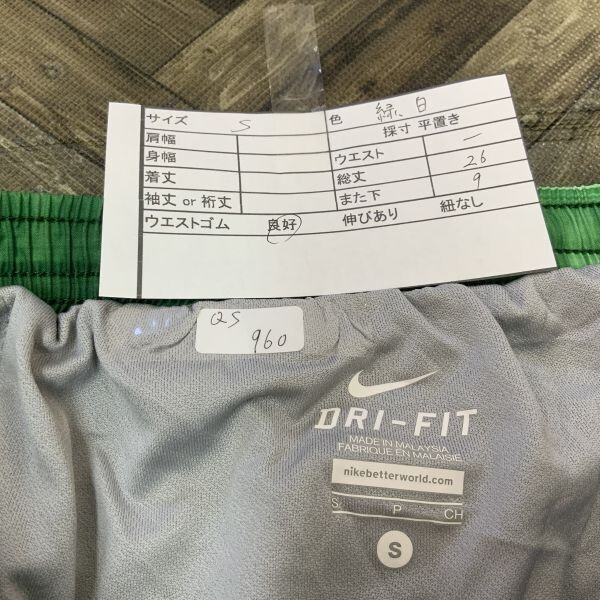 サイズ S 色 緑、白
肩幅 採寸 平置き
身幅 ウエスト —
着丈 総丈 26
袖丈 or 裄丈 また下 9
ウエストゴム 良好 伸びあり 紐なし
QS
960
DRI-FIT
MADE IN MALAYSIA
FABRIQUE EN MALAISIE
nikebetterworld.com
S P CH
S